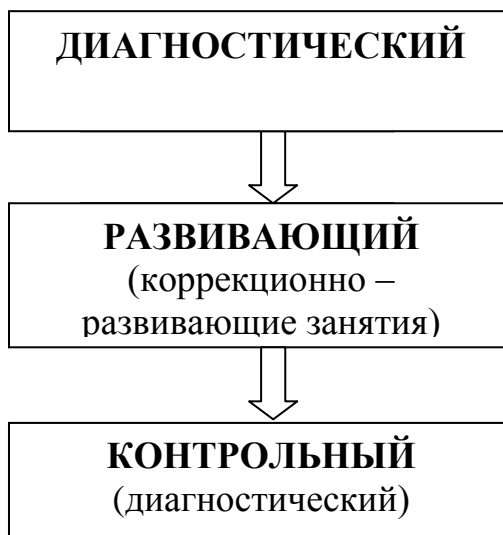 ДИАГНОСТИЧЕСКИЙ
РАЗВИВАЮЩИЙ
(коррекционно –
развивающие занятия)
КОНТРОЛЬНЫЙ
(диагностический)